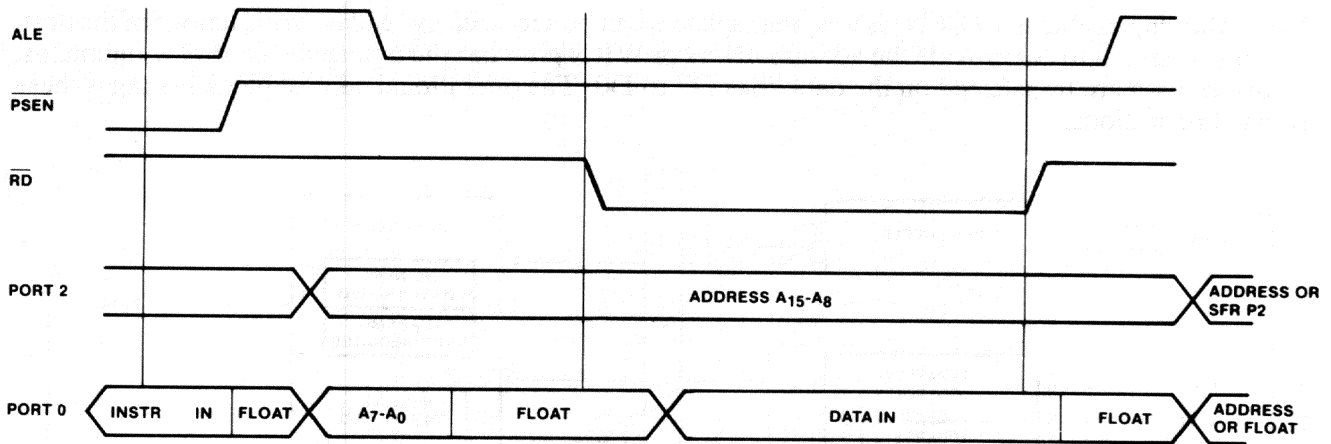 ALE
PSEN
RD
PORT 2
ADDRESS A15-A8
ADDRESS OR
SFR P2
PORT 0
INSTR IN
FLOAT
A7-A0
FLOAT
DATA IN
FLOAT
ADDRESS
OR FLOAT